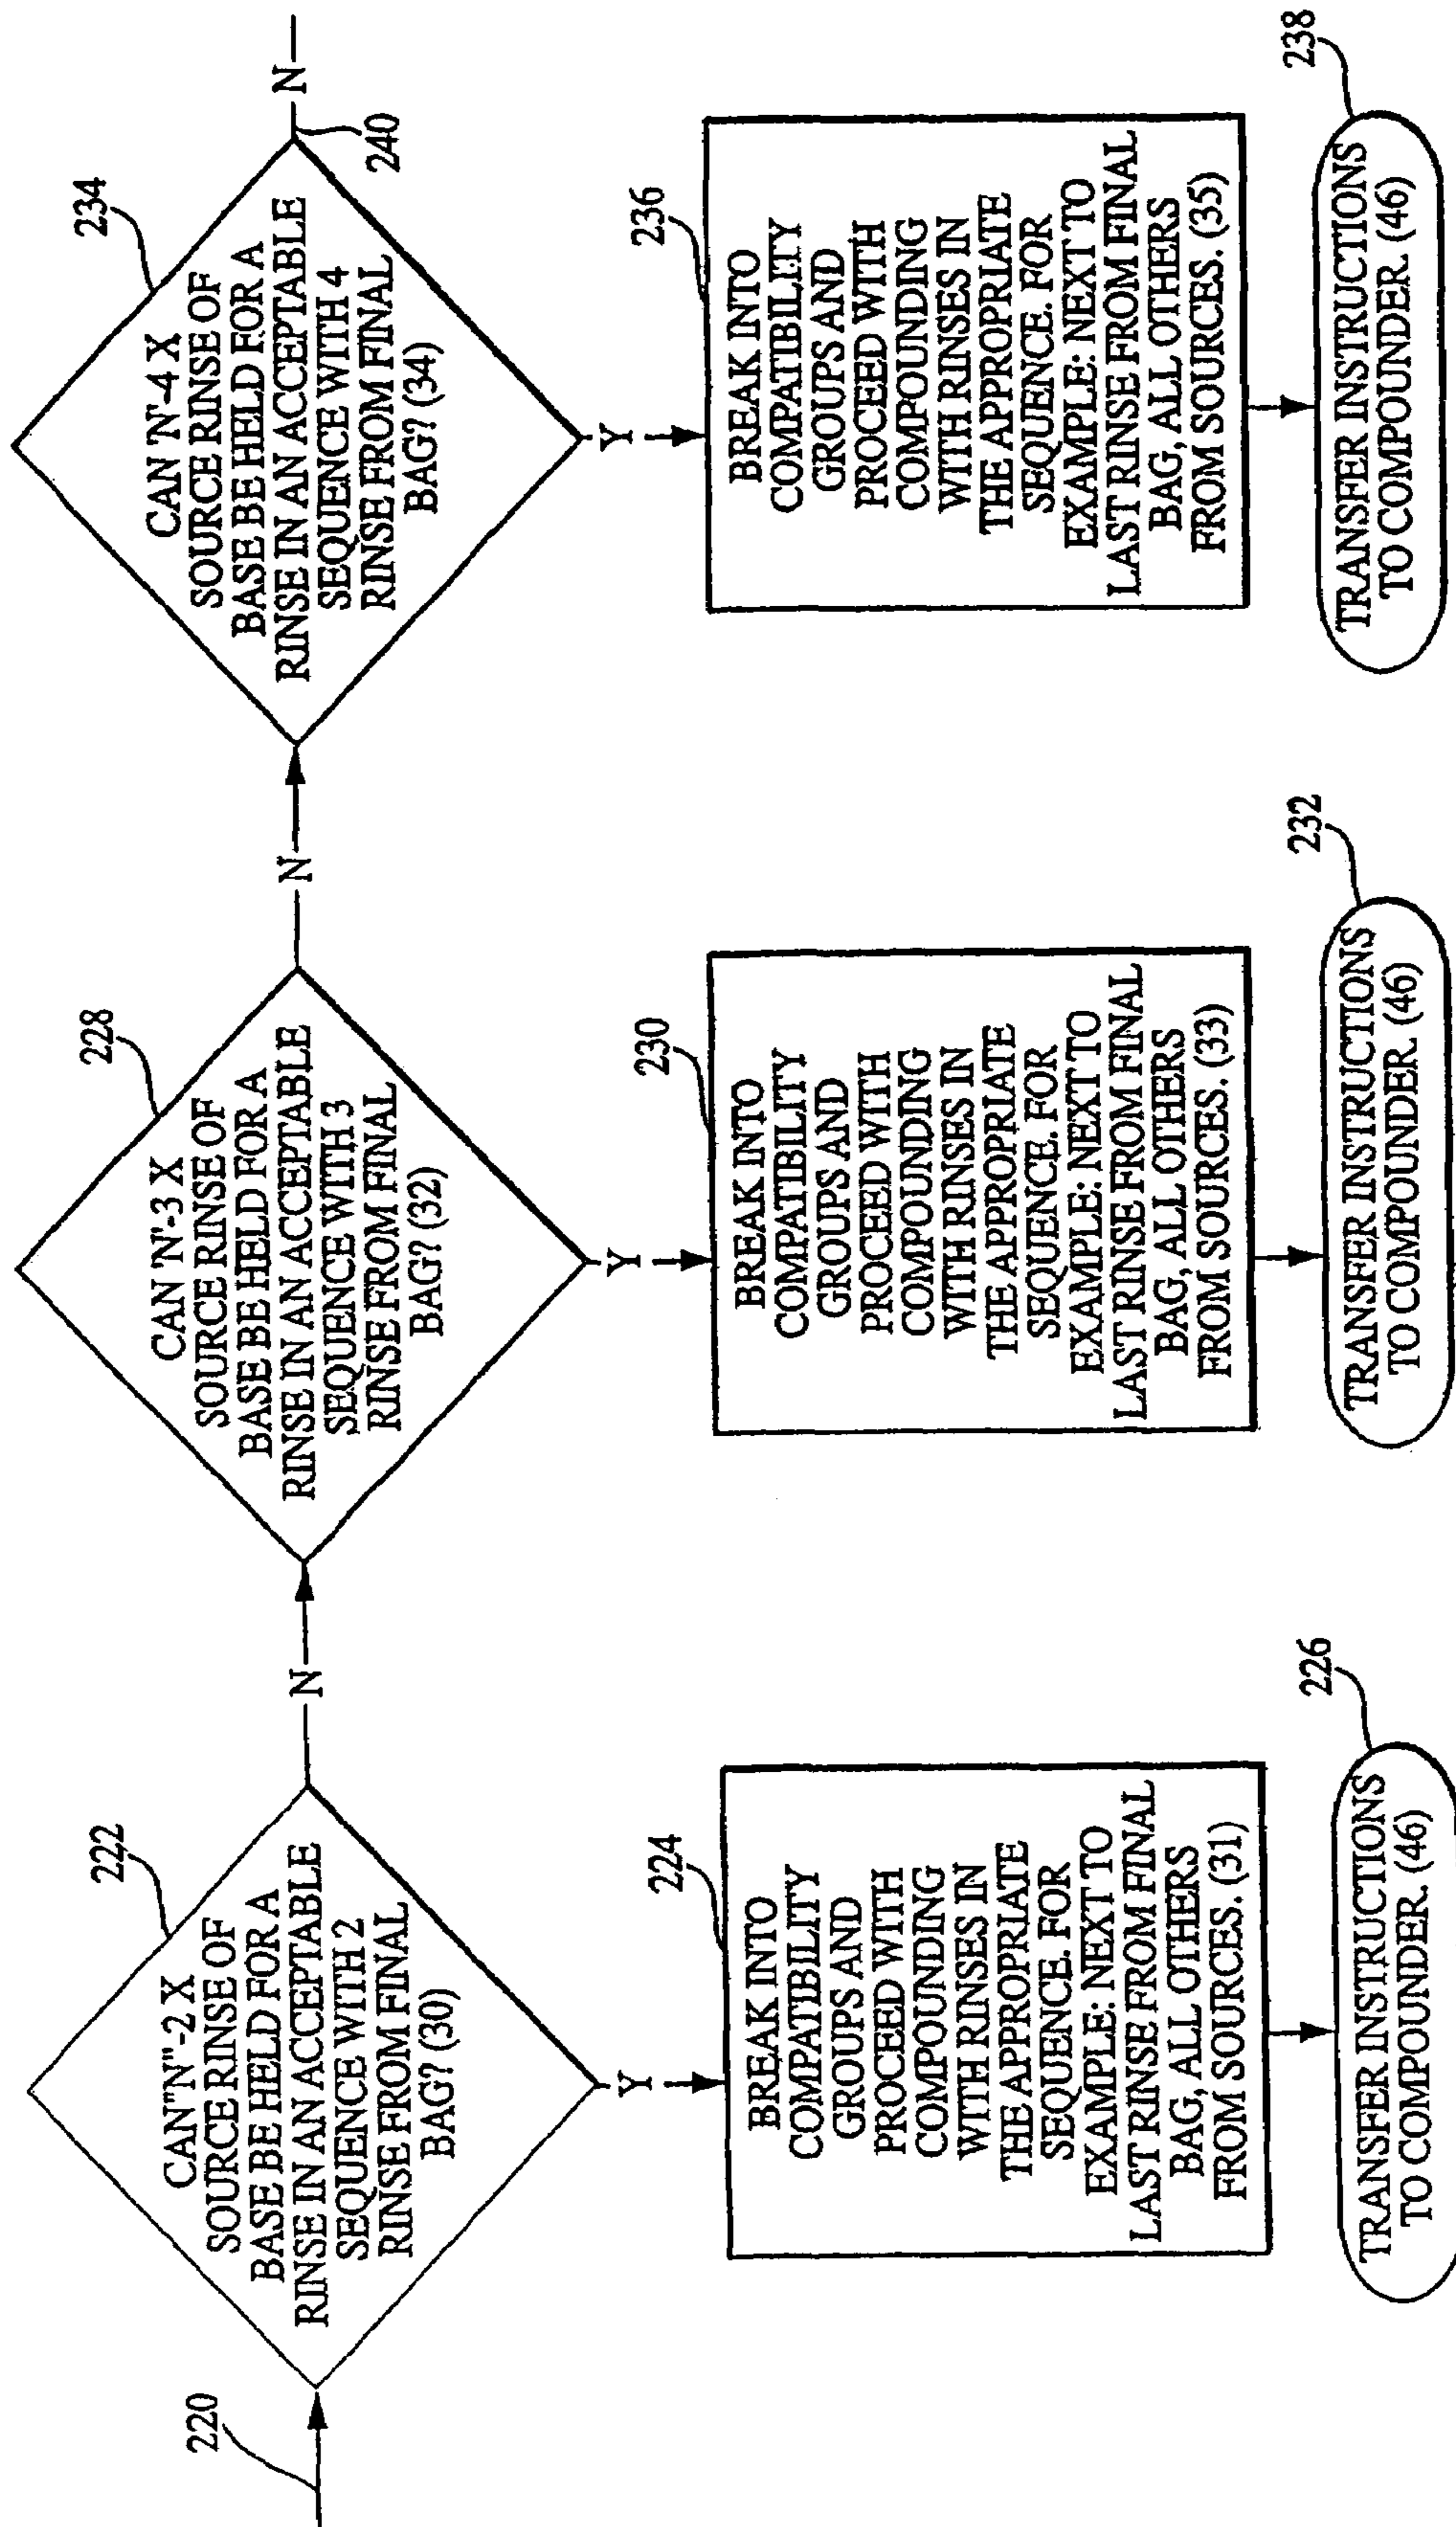 220
222
CAN"N"-2 X
SOURCE RINSE OF
BASE BE HELD FOR A
RINSE IN AN ACCEPTABLE
SEQUENCE WITH 2
RINSE FROM FINAL
BAG? (30)
N
Y
224
BREAK INTO
COMPATIBILITY
GROUPS AND
PROCEED WITH
COMPOUNDING
WITH RINSES IN
THE APPROPRIATE
SEQUENCE. FOR
EXAMPLE: NEXT TO
LAST RINSE FROM FINAL
BAG, ALL OTHERS
FROM SOURCES. (31)
226
TRANSFER INSTRUCTIONS
TO COMPOUNDER. (46)
228
CAN 'N'-3 X
SOURCE RINSE OF
BASE BE HELD FOR A
RINSE IN AN ACCEPTABLE
SEQUENCE WITH 3
RINSE FROM FINAL
BAG? (32)
N
Y
230
BREAK INTO
COMPATIBILITY
GROUPS AND
PROCEED WITH
COMPOUNDING
WITH RINSES IN
THE APPROPRIATE
SEQUENCE. FOR
EXAMPLE: NEXT TO
LAST RINSE FROM FINAL
BAG, ALL OTHERS
FROM SOURCES. (33)
232
TRANSFER INSTRUCTIONS
TO COMPOUNDER. (46)
234
CAN 'N'-4 X
SOURCE RINSE OF
BASE BE HELD FOR A
RINSE IN AN ACCEPTABLE
SEQUENCE WITH 4
RINSE FROM FINAL
BAG? (34)
N
240
Y
236
BREAK INTO
COMPATIBILITY
GROUPS AND
PROCEED WITH
COMPOUNDING
WITH RINSES IN
THE APPROPRIATE
SEQUENCE. FOR
EXAMPLE: NEXT TO
LAST RINSE FROM FINAL
BAG, ALL OTHERS
FROM SOURCES. (35)
238
TRANSFER INSTRUCTIONS
TO COMPOUNDER. (46)